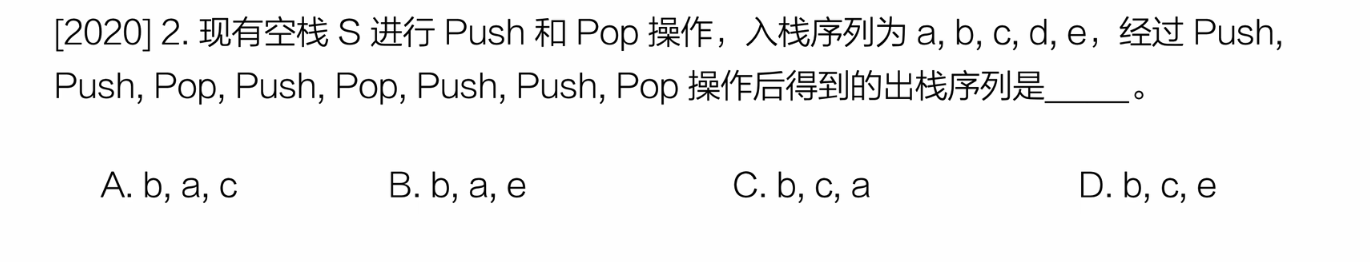 [2020] 2. 现有空栈 S 进行 Push 和 Pop 操作，入栈序列为 a, b, c, d, e，经过 Push,
Push, Pop, Push, Pop, Push, Push, Pop 操作后得到的出栈序列是_____。
A. b, a, c B. b, a, e C. b, c, a D. b, c, e